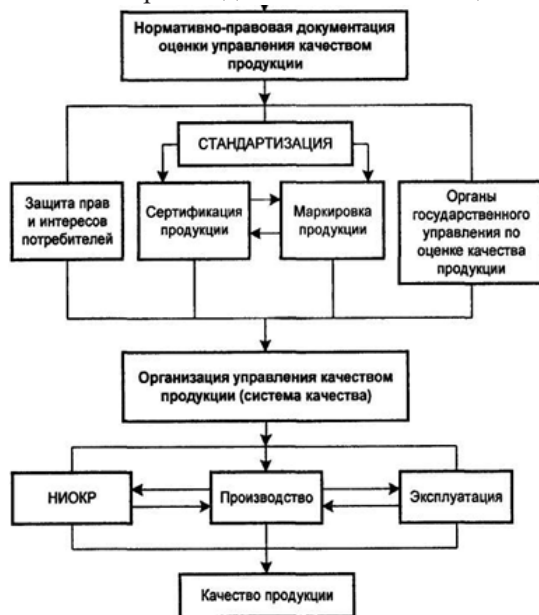 Нормативно-правовая документация
оценки управления качеством
продукции
СТАНДАРТИЗАЦИЯ
Защита прав
и интересов
потребителей
Сертификация
продукции
Маркировка
продукции
Органы
государственного
управления по
оценке качества
продукции
Организация управления качеством
продукции (система качества)
НИОКР
Производство
Эксплуатация
Качество продукции